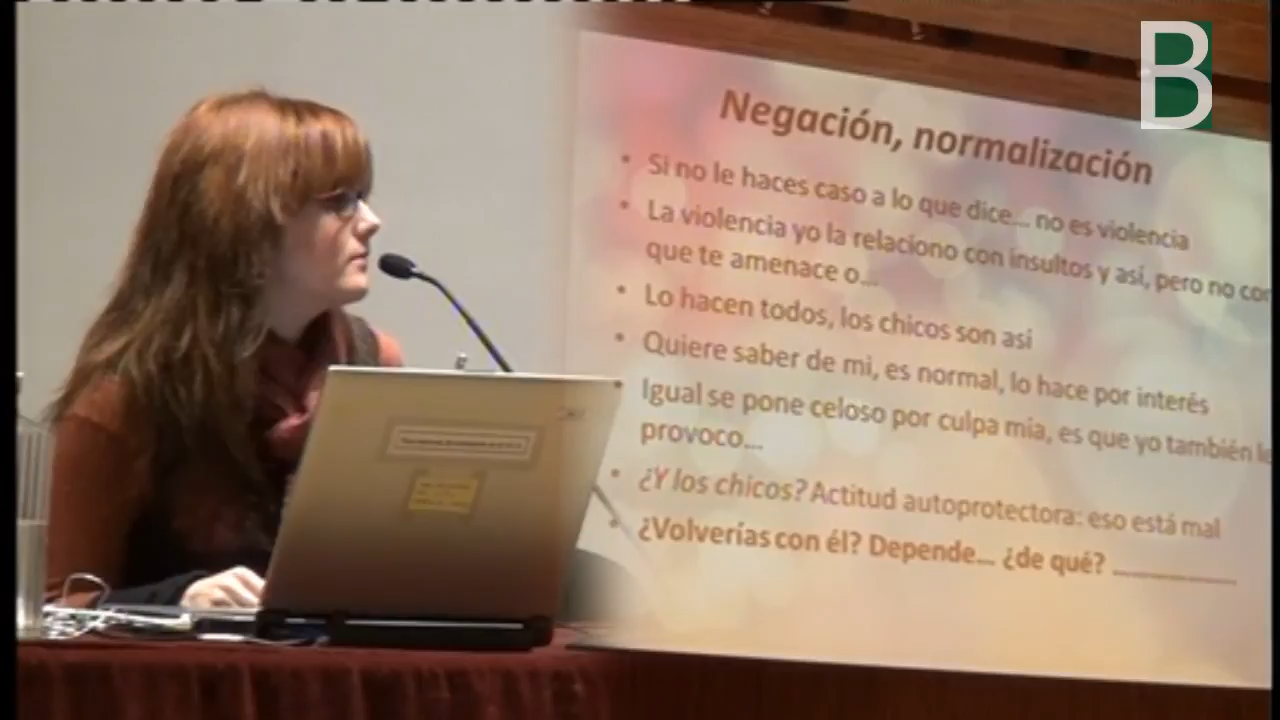 B
Negación, normalización
• Si no le haces caso a lo que dice... no es violencia
• La violencia yo la relaciono con insultos y así, pero no con
que te amenace o...
• Lo hacen todos, los chicos son asi
• Quiere saber de mi, es normal, lo hace por interés
• Igual se pone celoso por culpa mia, es que yo también le
provoco...
• ¿Y los chicos? Actitud autoprotectora: eso está mal
• ¿Volverías con él? Depende... ¿de qué? ..................